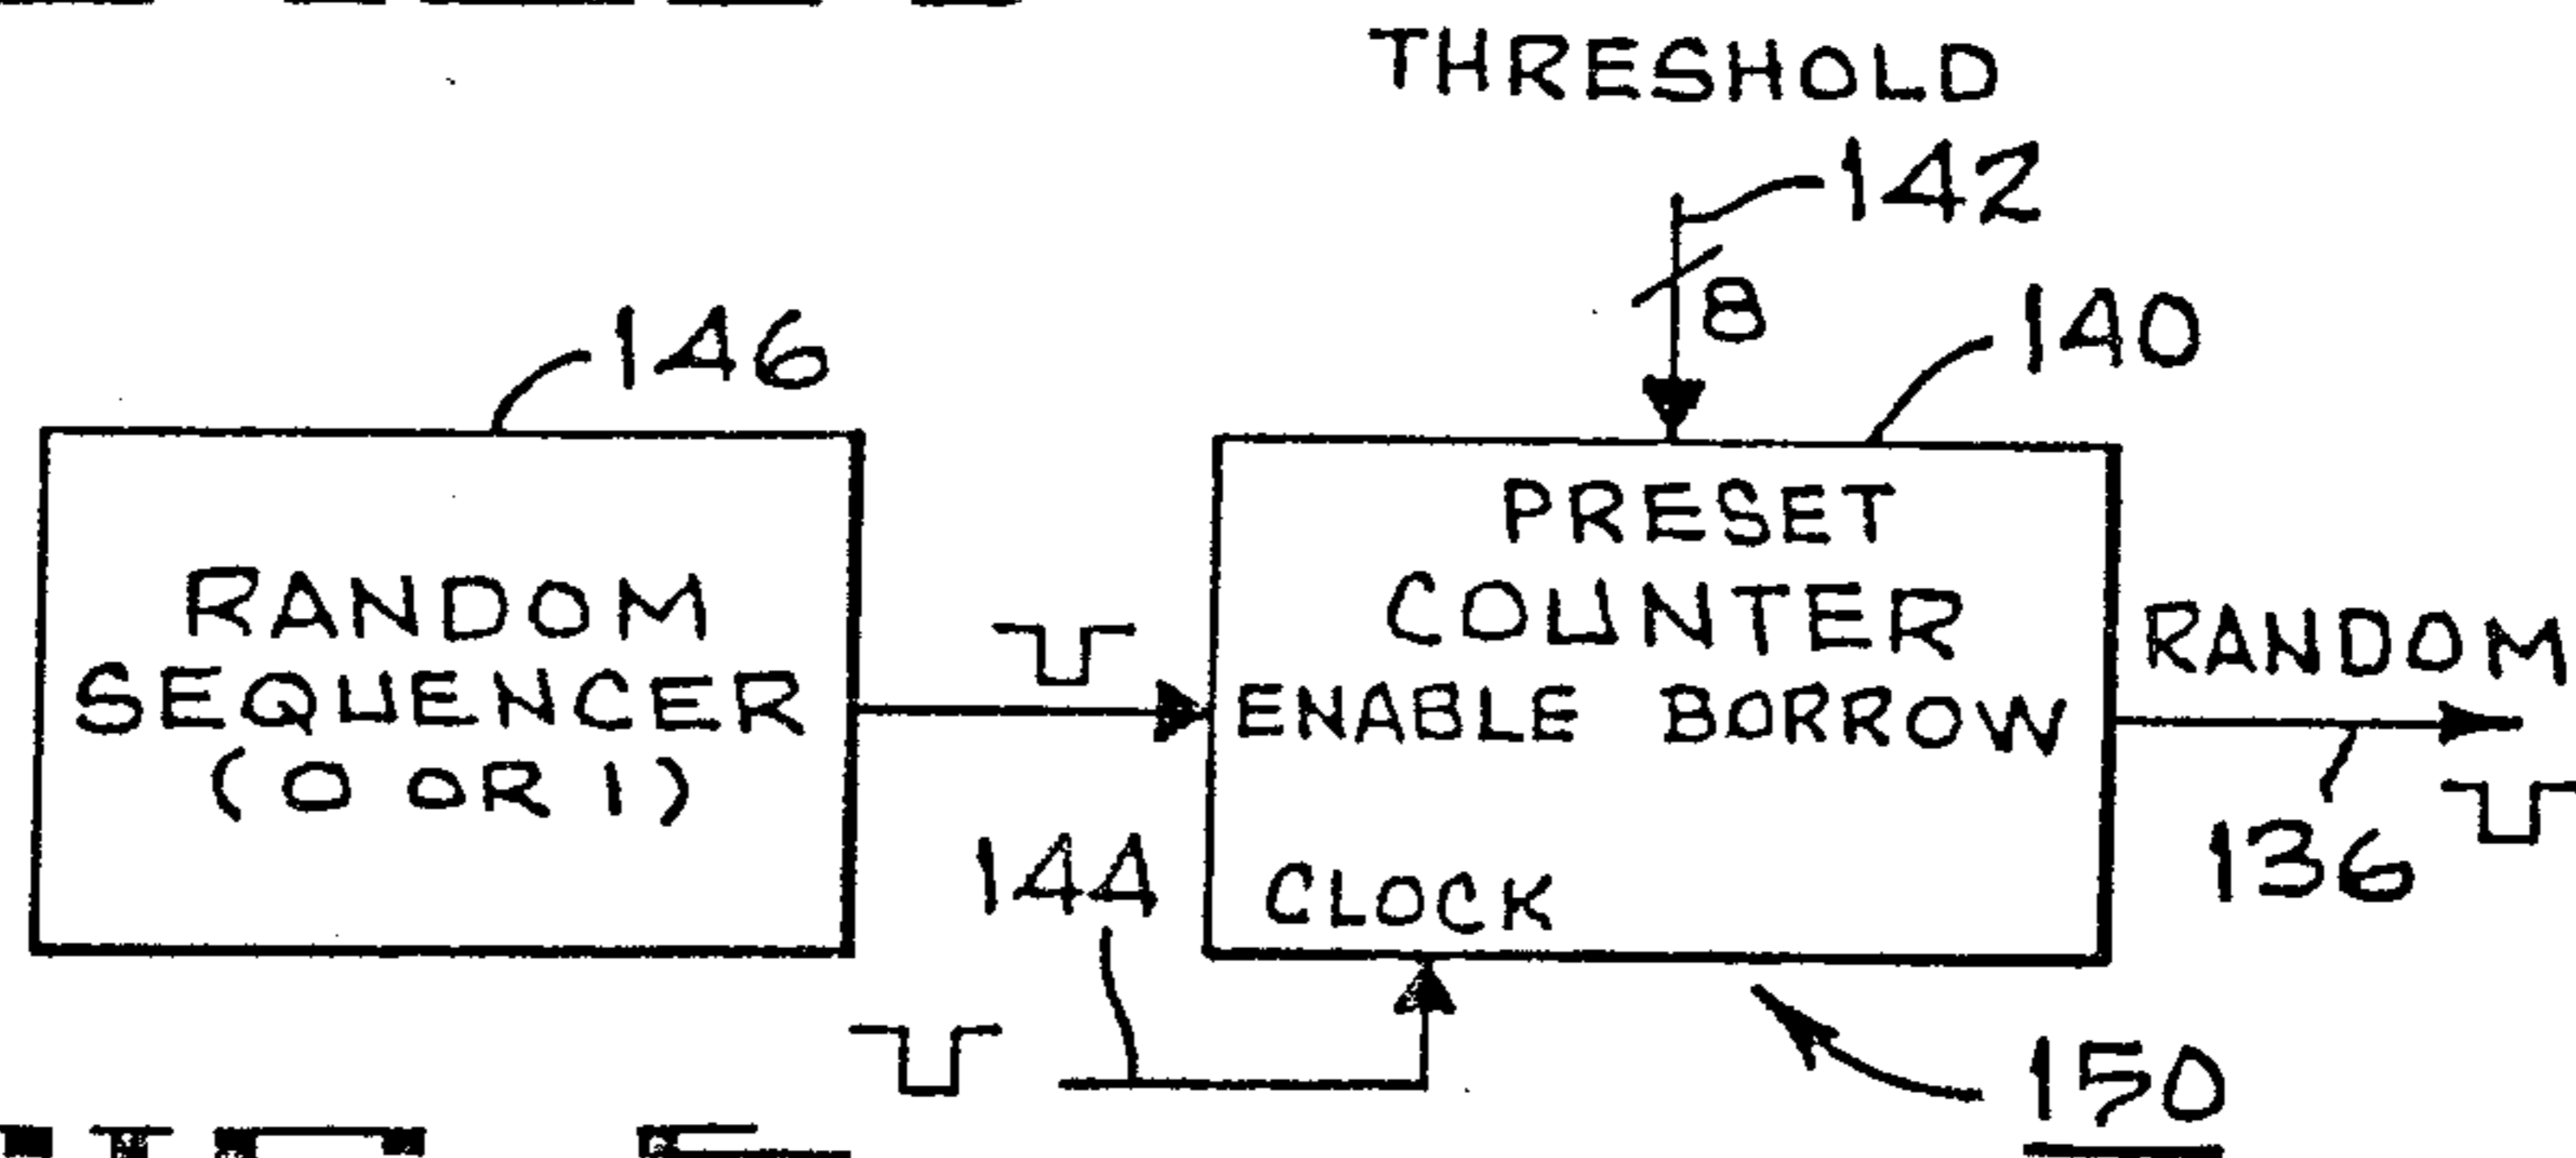 THRESHOLD
142
8
146
140
RANDOM
SEQUENCER
(0 OR 1)
PRESET
COUNTER
ENABLE BORROW
CLOCK
RANDOM
136
144
150